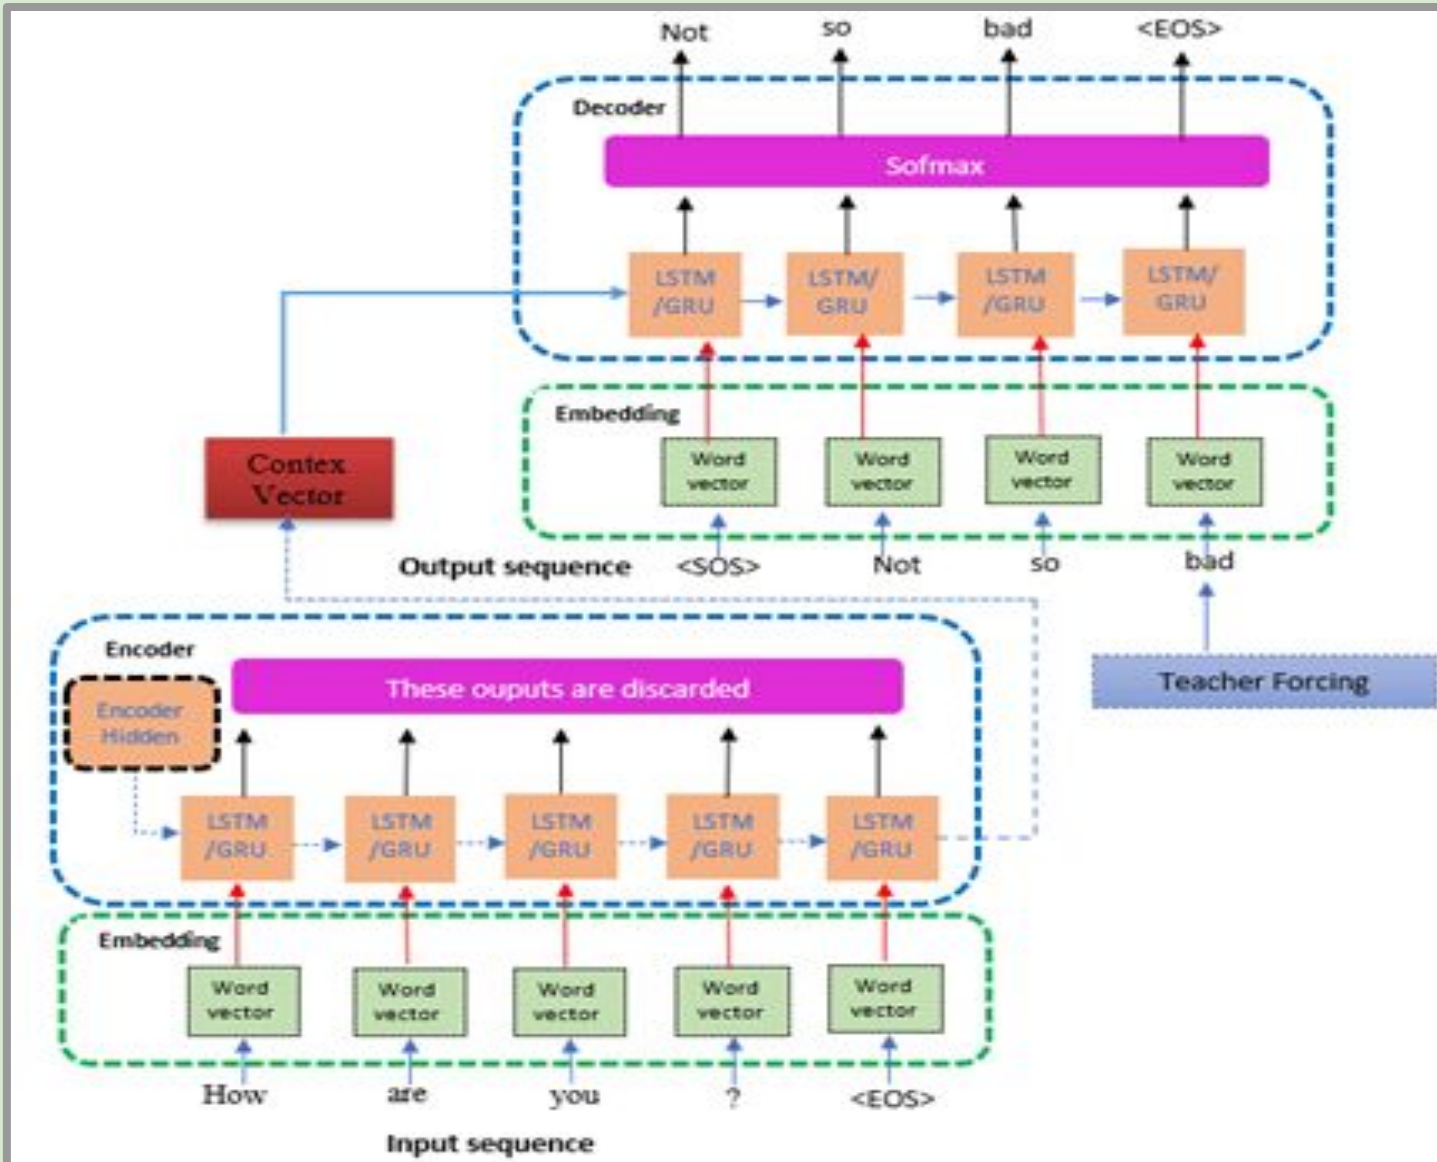 Not so bad <EOS>
Decoder
Sofmax
LSTM
/GRU
LSTM/
GRU
LSTM
/GRU
LSTM/
GRU
Embedding
Contex
Vector
Word
vector
Word
vector
Word
vector
Word
vector
Output sequence <SOS> Not so bad
Encoder
Teacher Forcing
These ouputs are discarded
Encoder
Hidden
LSTM
/GRU
LSTM
/GRU
LSTM
/GRU
LSTM
/GRU
LSTM
/GRU
Embedding
Word
vector
Word
vector
Word
vector
Word
vector
Word
vector
How are you ? <EOS>
Input sequence